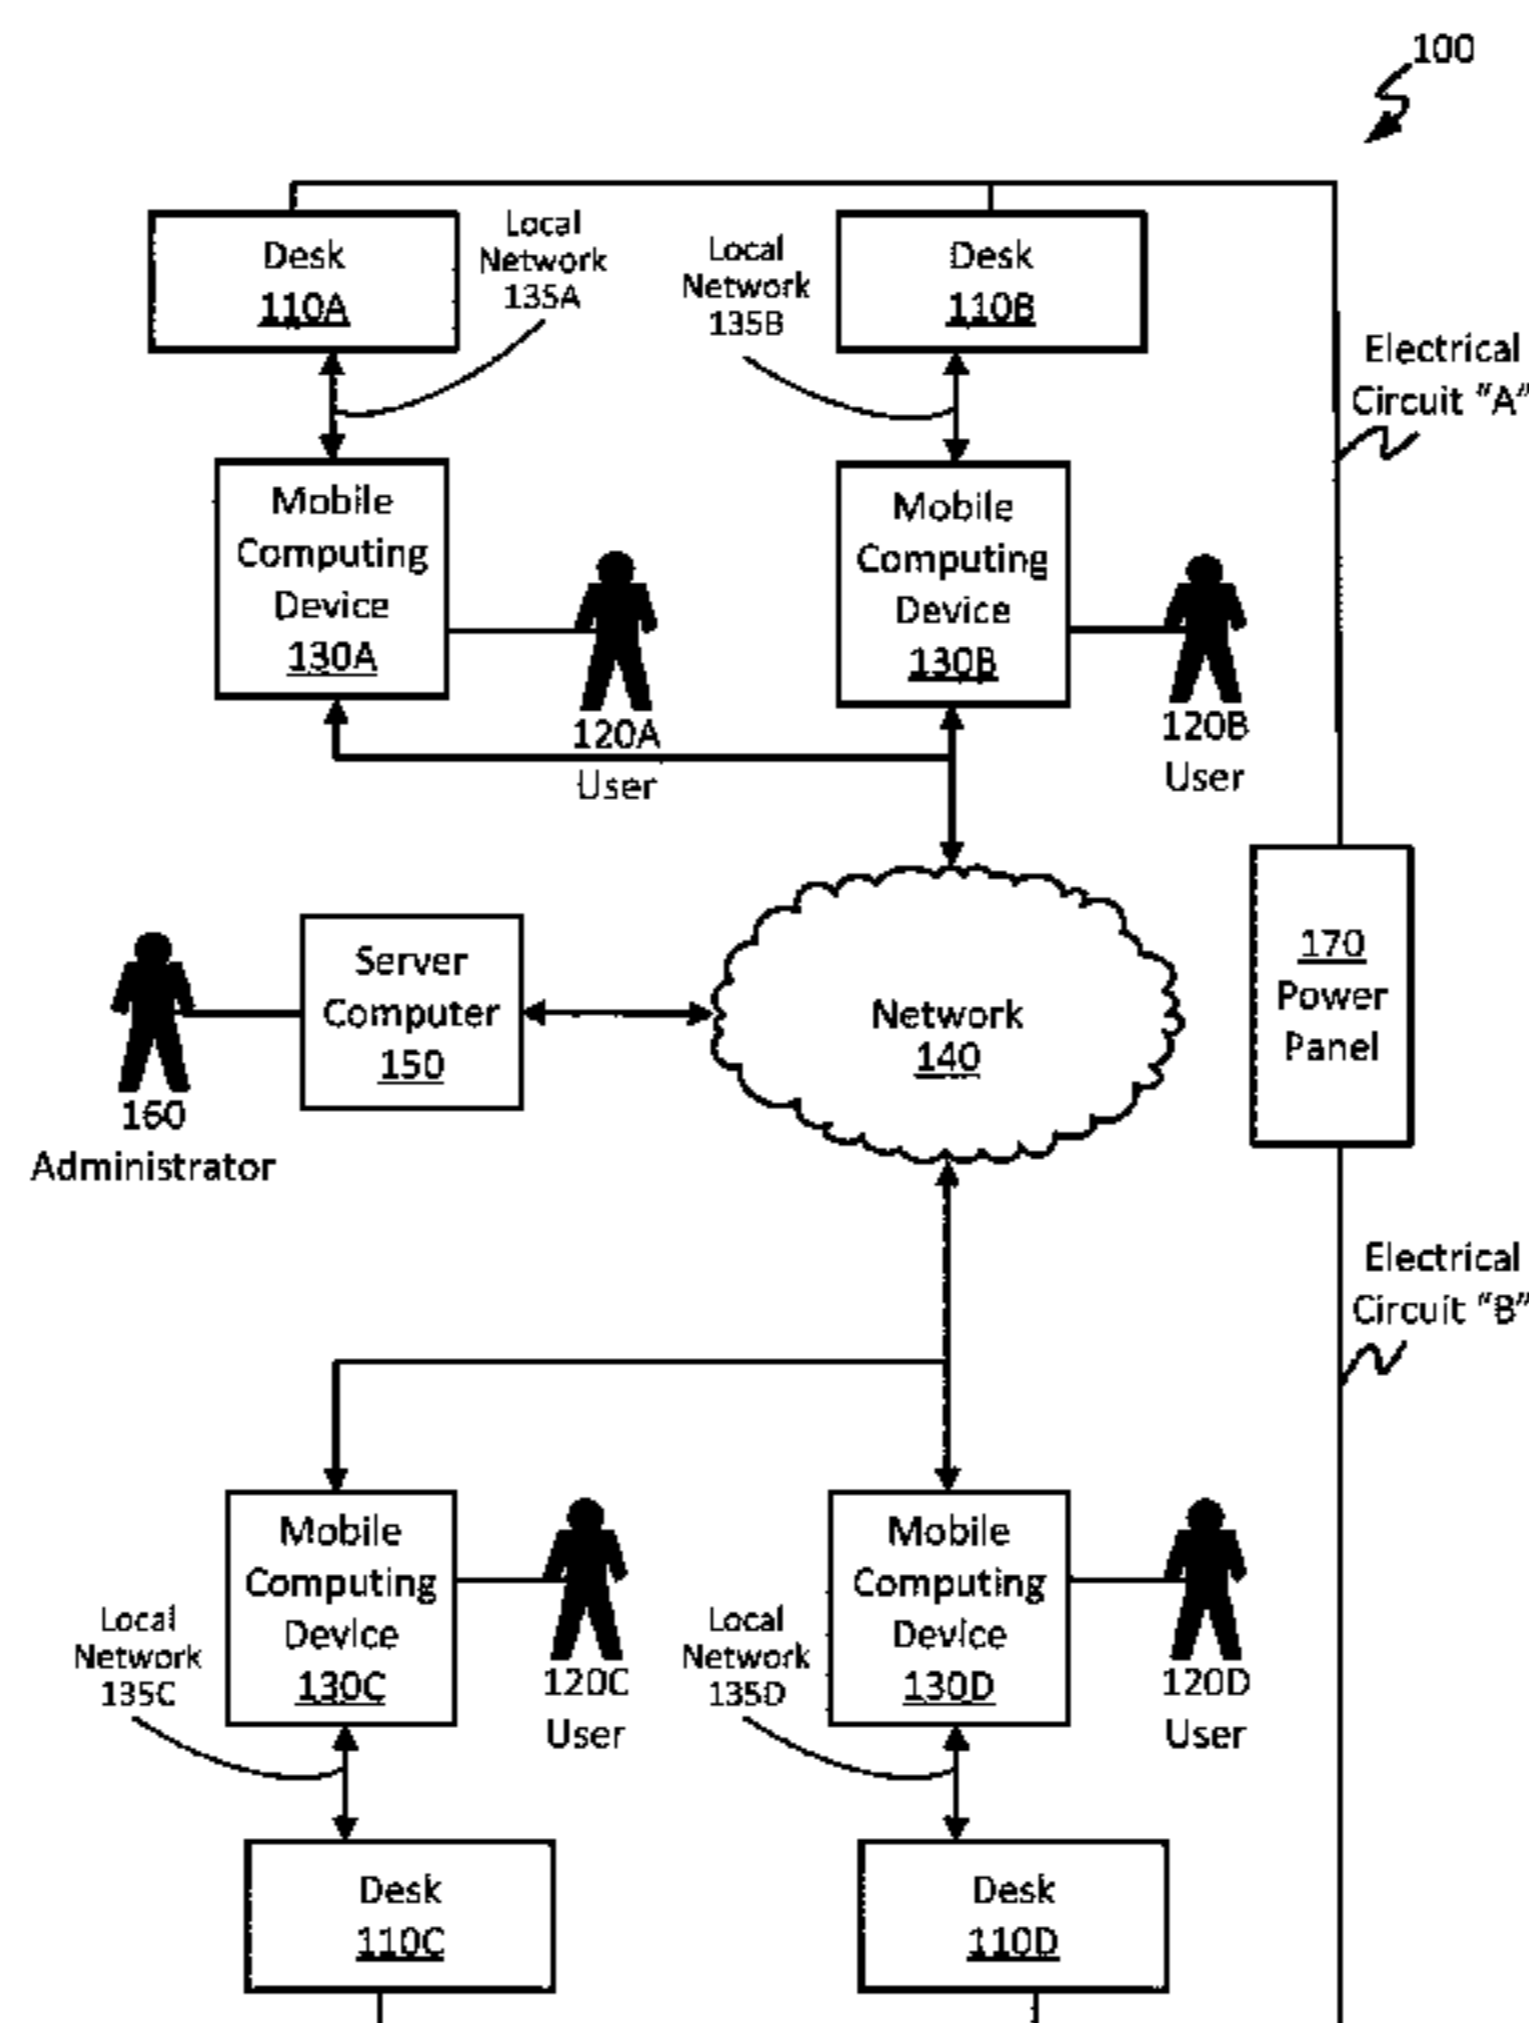 100
Desk
110A
Local
Network
135A
Local
Network
135B
Desk
110B
Electrical
Circuit “A”
Mobile
Computing
Device
130A
120A
User
Mobile
Computing
Device
130B
120B
User
Server
Computer
150
160
Administrator
Network
140
170
Power
Panel
Electrical
Circuit “B”
Local
Network
135C
Mobile
Computing
Device
130C
120C
User
Local
Network
135D
Mobile
Computing
Device
130D
120D
User
Desk
110C
Desk
110D